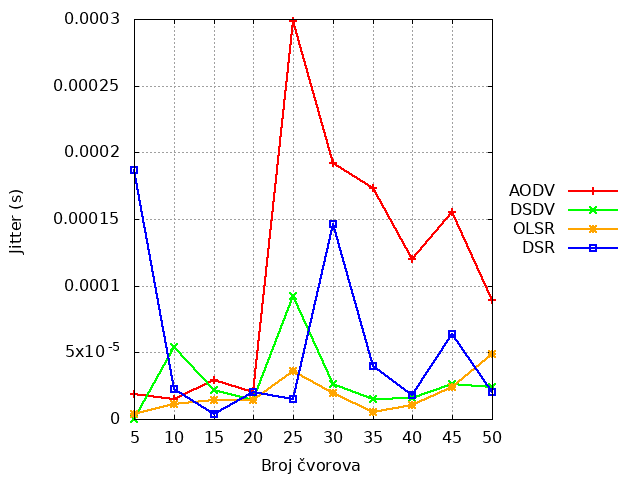 0.0003
0.00025
0.0002
0.00015
0.0001
5x10⁻⁵
0
5 10 15 20 25 30 35 40 45 50
Jitter (s)
Broj čvorova
AODV
DSDV
OLSR
DSR